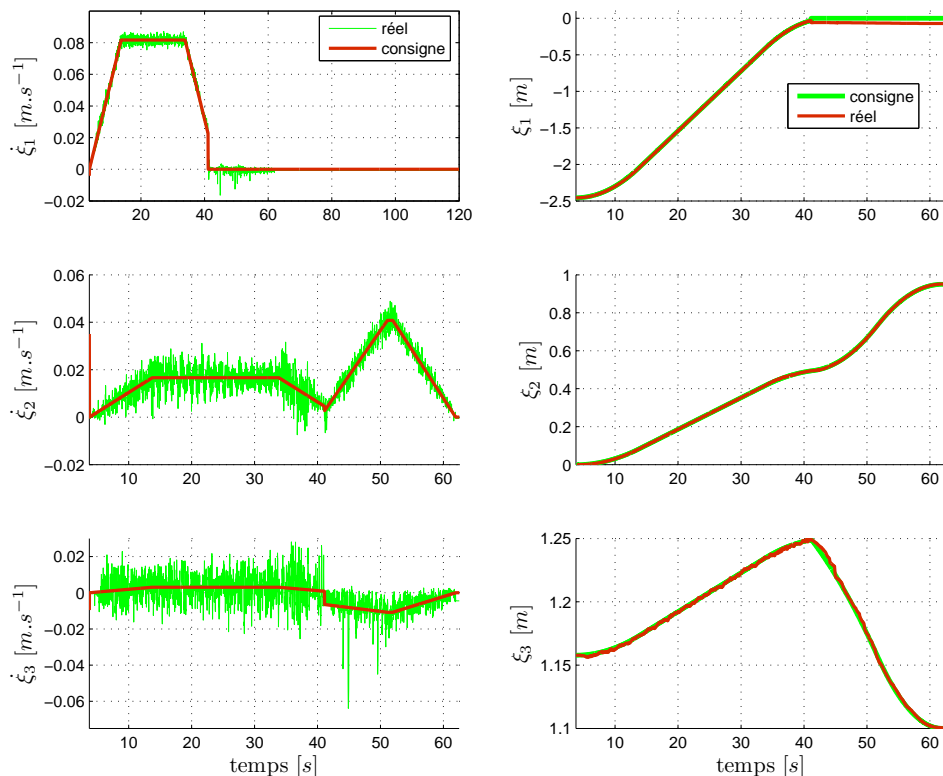 réel
consigne
0.08
0.06
0.04
0.02
0
−0.02
20 40 60 80 100 120
ξ̇₁ [m.s⁻¹]
0
−0.5
−1
−1.5
−2
−2.5
10 20 30 40 50 60
ξ₁ [m]
consigne
réel
0.06
0.04
0.02
0
−0.02
10 20 30 40 50 60
ξ̇₂ [m.s⁻¹]
1
0.8
0.6
0.4
0.2
0
10 20 30 40 50 60
ξ₂ [m]
0.02
0
−0.02
−0.04
−0.06
10 20 30 40 50 60
ξ̇₃ [m.s⁻¹]
temps [s]
1.25
1.2
1.15
1.1
10 20 30 40 50 60
ξ₃ [m]
temps [s]